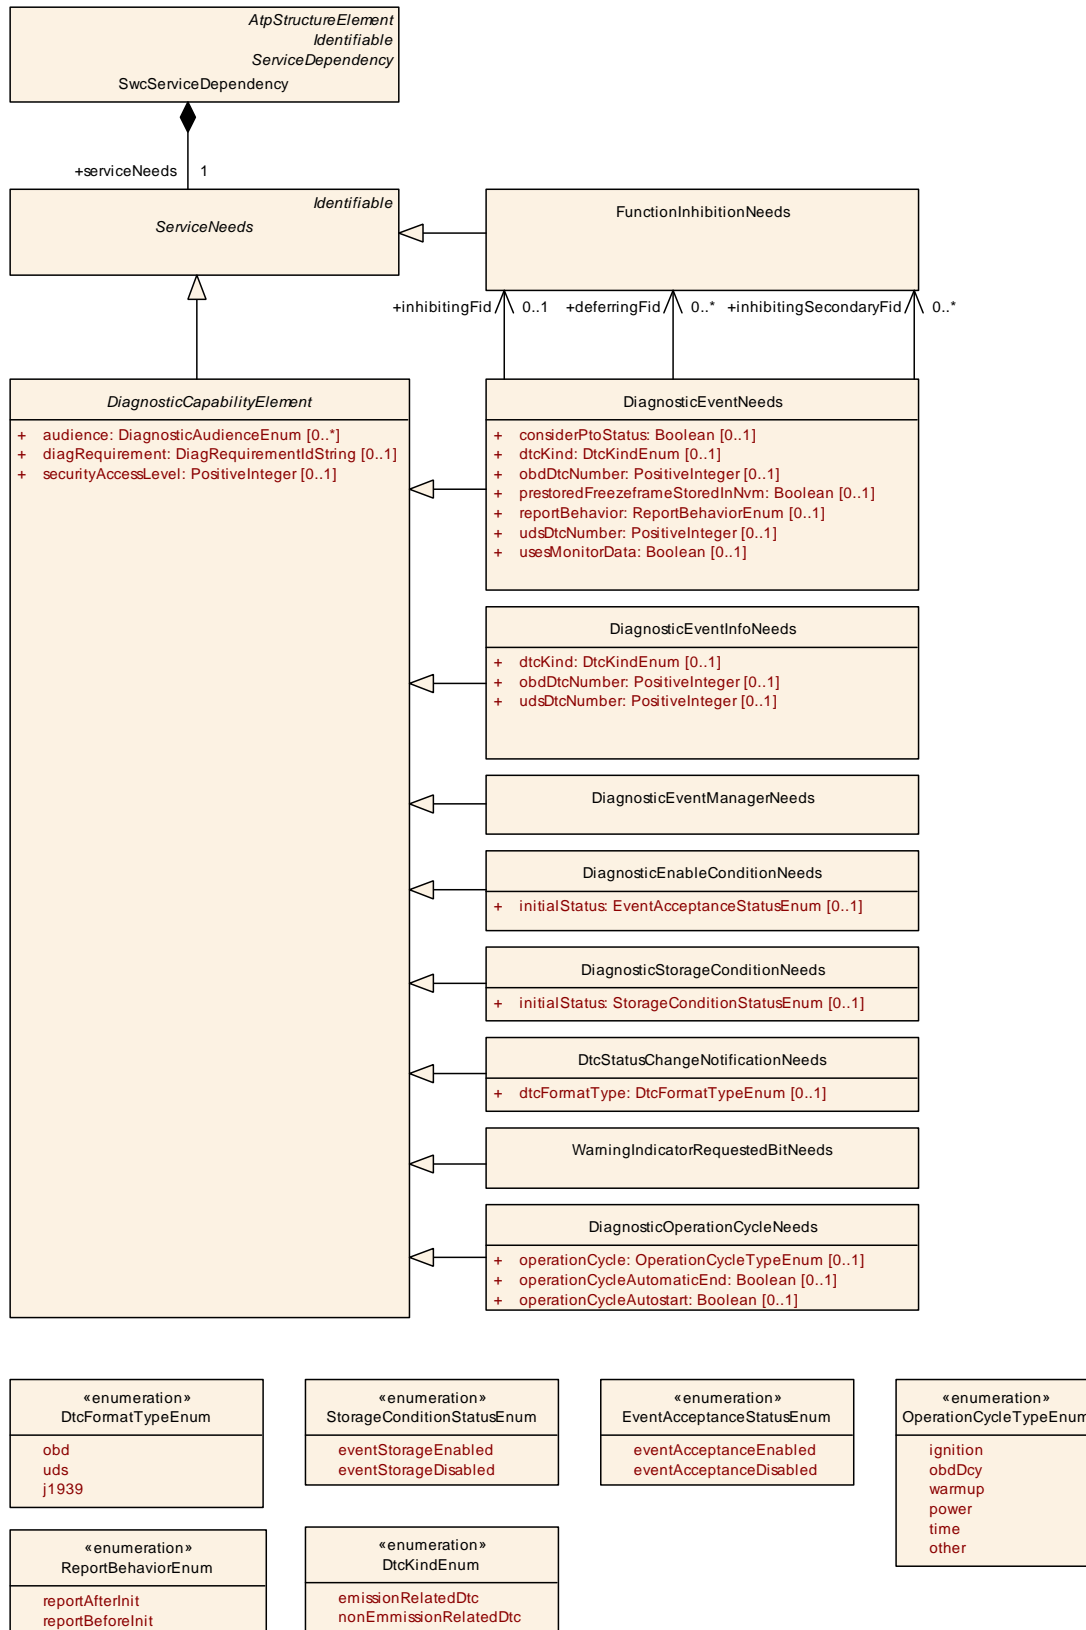 AtpStructureElement
Identifiable
ServiceDependency
SwcServiceDependency
+serviceNeeds 1
Identifiable
ServiceNeeds
FunctionInhibitionNeeds
+inhibitingFid 0..1 +deferringFid 0..* +inhibitingSecondaryFid 0..*
DiagnosticCapabilityElement
+ audience: DiagnosticAudienceEnum [0..*]
+ diagRequirement: DiagRequirementIdString [0..1]
+ securityAccessLevel: PositiveInteger [0..1]
DiagnosticEventNeeds
+ considerPtoStatus: Boolean [0..1]
+ dtcKind: DtcKindEnum [0..1]
+ obdDtcNumber: PositiveInteger [0..1]
+ prestoredFreezeframeStoredInNvm: Boolean [0..1]
+ reportBehavior: ReportBehaviorEnum [0..1]
+ udsDtcNumber: PositiveInteger [0..1]
+ usesMonitorData: Boolean [0..1]
DiagnosticEventInfoNeeds
+ dtcKind: DtcKindEnum [0..1]
+ obdDtcNumber: PositiveInteger [0..1]
+ udsDtcNumber: PositiveInteger [0..1]
DiagnosticEventManagerNeeds
DiagnosticEnableConditionNeeds
+ initialStatus: EventAcceptanceStatusEnum [0..1]
DiagnosticStorageConditionNeeds
+ initialStatus: StorageConditionStatusEnum [0..1]
DtcStatusChangeNotificationNeeds
+ dtcFormatType: DtcFormatTypeEnum [0..1]
WarningIndicatorRequestedBitNeeds
DiagnosticOperationCycleNeeds
+ operationCycle: OperationCycleTypeEnum [0..1]
+ operationCycleAutomaticEnd: Boolean [0..1]
+ operationCycleAutostart: Boolean [0..1]
«enumeration»
DtcFormatTypeEnum
obd
uds
j1939
«enumeration»
StorageConditionStatusEnum
eventStorageEnabled
eventStorageDisabled
«enumeration»
EventAcceptanceStatusEnum
eventAcceptanceEnabled
eventAcceptanceDisabled
«enumeration»
OperationCycleTypeEnum
ignition
obdDcy
warmup
power
time
other
«enumeration»
ReportBehaviorEnum
reportAfterInit
reportBeforeInit
«enumeration»
DtcKindEnum
emissionRelatedDtc
nonEmmissionRelatedDtc